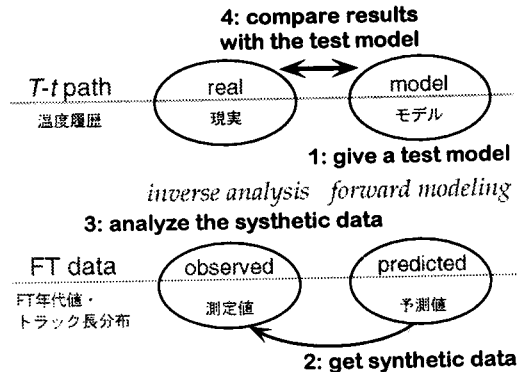 4: compare results
with the test model
T-t path
real
model
温度履歴
現実
モデル
1: give a test model
inverse analysis forward modeling
3: analyze the systhetic data
FT data
observed
predicted
FT年代値・
トラック長分布
測定値
予測値
2: get synthetic data